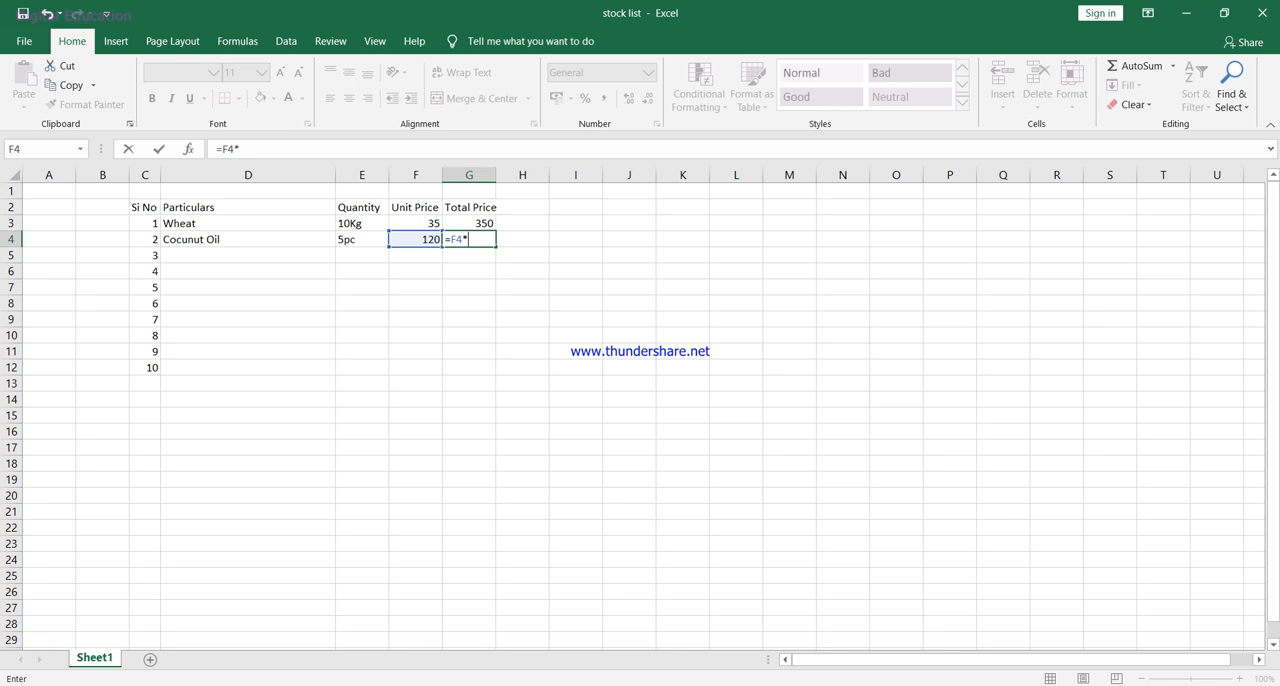 Digital Education
stock list - Excel
Sign in
File Home Insert Page Layout Formulas Data Review View Help Tell me what you want to do
Share
Paste
Cut
Copy
Format Painter
Clipboard
11
B I U
Font
Wrap Text
Merge & Center
Alignment
General
Number
Conditional Formatting
Format as Table
Normal Bad
Good Neutral
Styles
Insert Delete Format
Cells
AutoSum
Fill
Clear
Sort & Filter
Find & Select
Editing
F4 fx =F4*
A B C D E F G H I J K L M N O P Q R S T U
1
2 Si No Particulars Quantity Unit Price Total Price
3 1 Wheat 10Kg 35 350
4 2 Cocunut Oil 5pc 120 =F4*
5 3
6 4
7 5
8 6
9 7
10 8
11 9
www.thundershare.net
12 10
13
14
15
16
17
18
19
20
21
22
23
24
25
26
27
28
29
Sheet1
Enter
100%